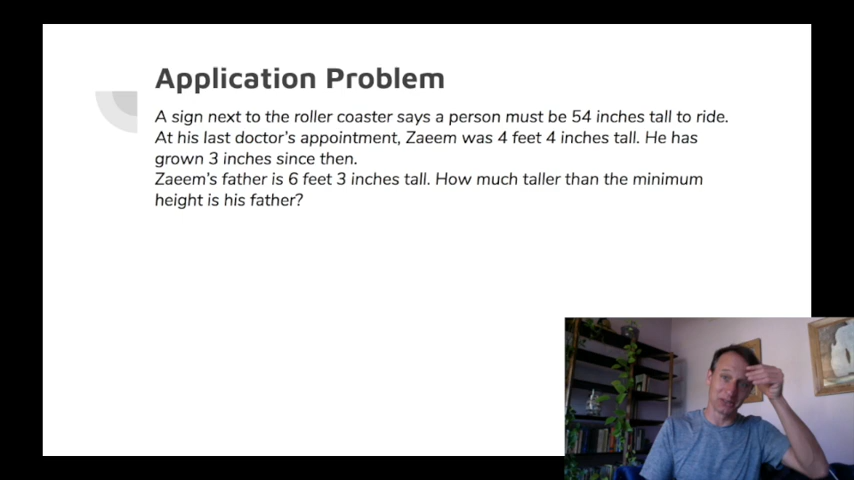 Application Problem
A sign next to the roller coaster says a person must be 54 inches tall to ride.
At his last doctor's appointment, Zaeem was 4 feet 4 inches tall. He has
grown 3 inches since then.
Zaeem's father is 6 feet 3 inches tall. How much taller than the minimum
height is his father?